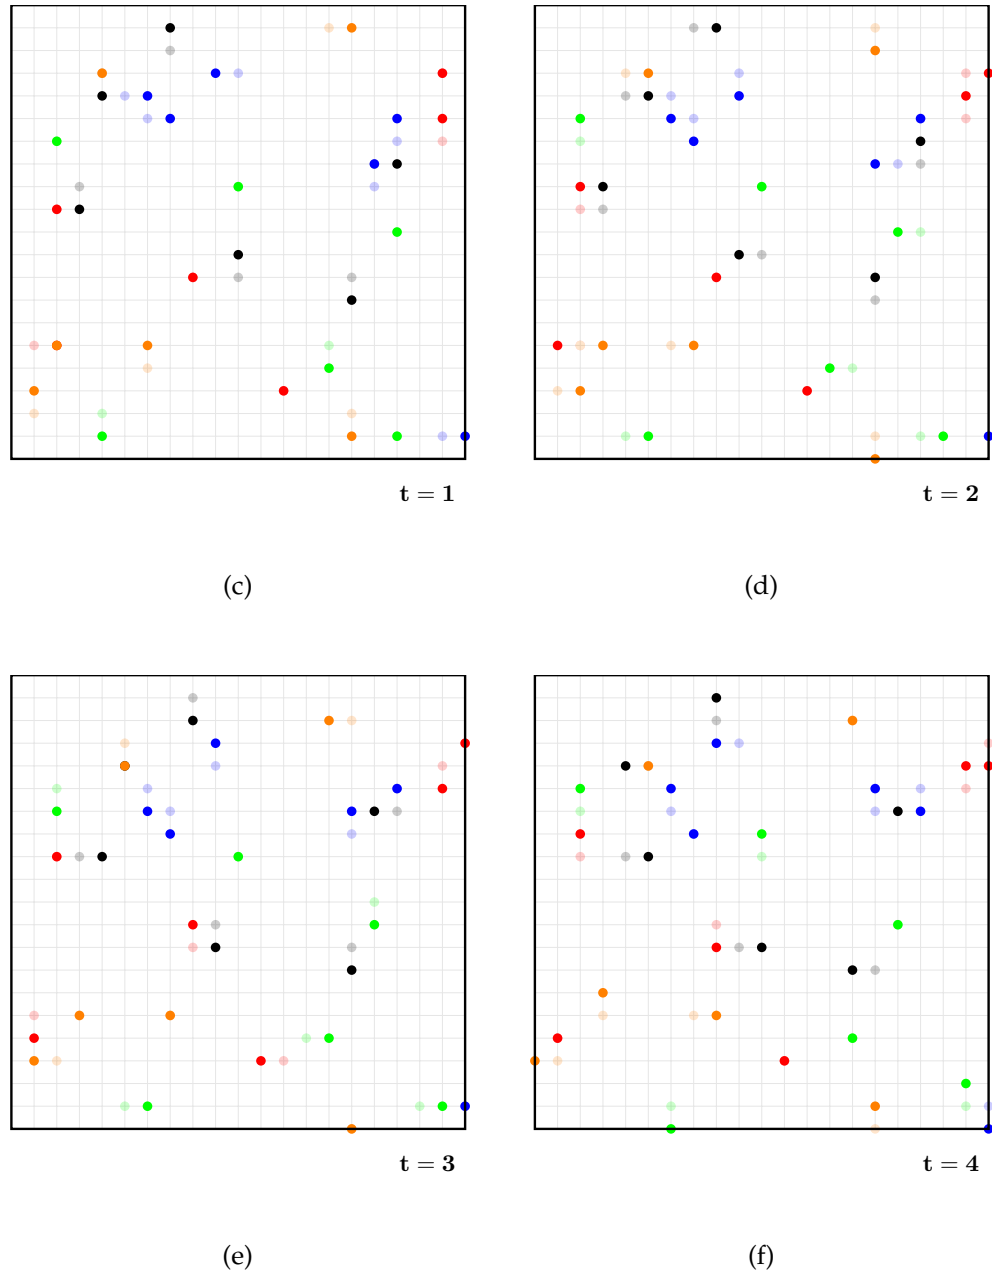 t = 1
t = 2
(c)
(d)
t = 3
t = 4
(e)
(f)